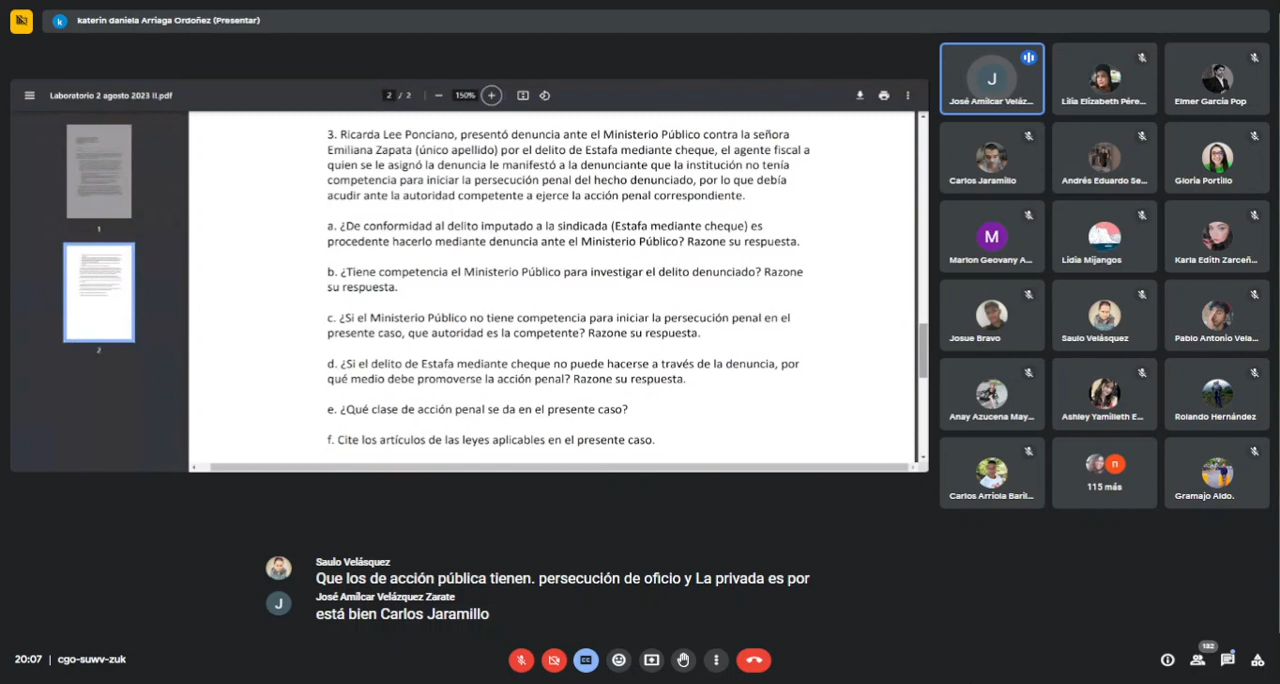 k katerin daniela Arriaga Ordoñez (Presentar)
Laboratorio 2 agosto 2023 II.pdf
2 / 2
150%
1
2
3. Ricarda Lee Ponciano, presentó denuncia ante el Ministerio Público contra la señora
Emiliana Zapata (único apellido) por el delito de Estafa mediante cheque, el agente fiscal a
quien se le asignó la denuncia le manifestó a la denunciante que la institución no tenía
competencia para iniciar la persecución penal del hecho denunciado, por lo que debía
acudir ante la autoridad competente a ejerce la acción penal correspondiente.
a. ¿De conformidad al delito imputado a la sindicada (Estafa mediante cheque) es
procedente hacerlo mediante denuncia ante el Ministerio Público? Razone su respuesta.
b. ¿Tiene competencia el Ministerio Público para investigar el delito denunciado? Razone
su respuesta.
c. ¿Si el Ministerio Público no tiene competencia para iniciar la persecución penal en el
presente caso, que autoridad es la competente? Razone su respuesta.
d. ¿Si el delito de Estafa mediante cheque no puede hacerse a través de la denuncia, por
qué medio debe promoverse la acción penal? Razone su respuesta.
e. ¿Qué clase de acción penal se da en el presente caso?
f. Cite los artículos de las leyes aplicables en el presente caso.
J
José Amílcar Veláz...
Lilia Elizabeth Pére...
Elmer García Pop
Carlos Jaramillo
Andrés Eduardo Se...
Gloria Portillo
M
Marlon Geovany A...
Lidia Mijangos
Karla Edith Zarceñ...
Josue Bravo
Saulo Velásquez
Pablo Antonio Vela...
Anay Azucena May...
Ashley Yamilleth E...
Rolando Hernández
Carlos Arriola Baril...
n
115 más
Gramajo Aldo.
Saulo Velásquez
Que los de acción pública tienen. persecución de oficio y La privada es por
J
José Amílcar Velázquez Zarate
está bien Carlos Jaramillo
20:07 | cgo-suwv-zuk
CC
132